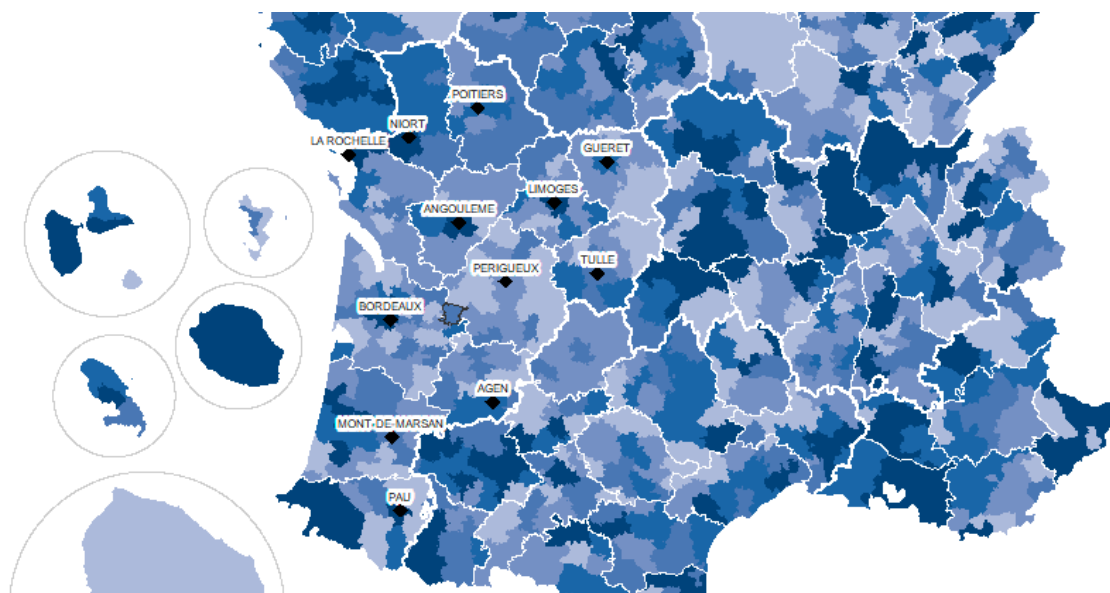 POITIERS
NIORT
LA ROCHELLE
GUERET
LIMOGES
ANGOULEME
TULLE
PERIGUEUX
BORDEAUX
AGEN
MONT-DE-MARSAN
PAU